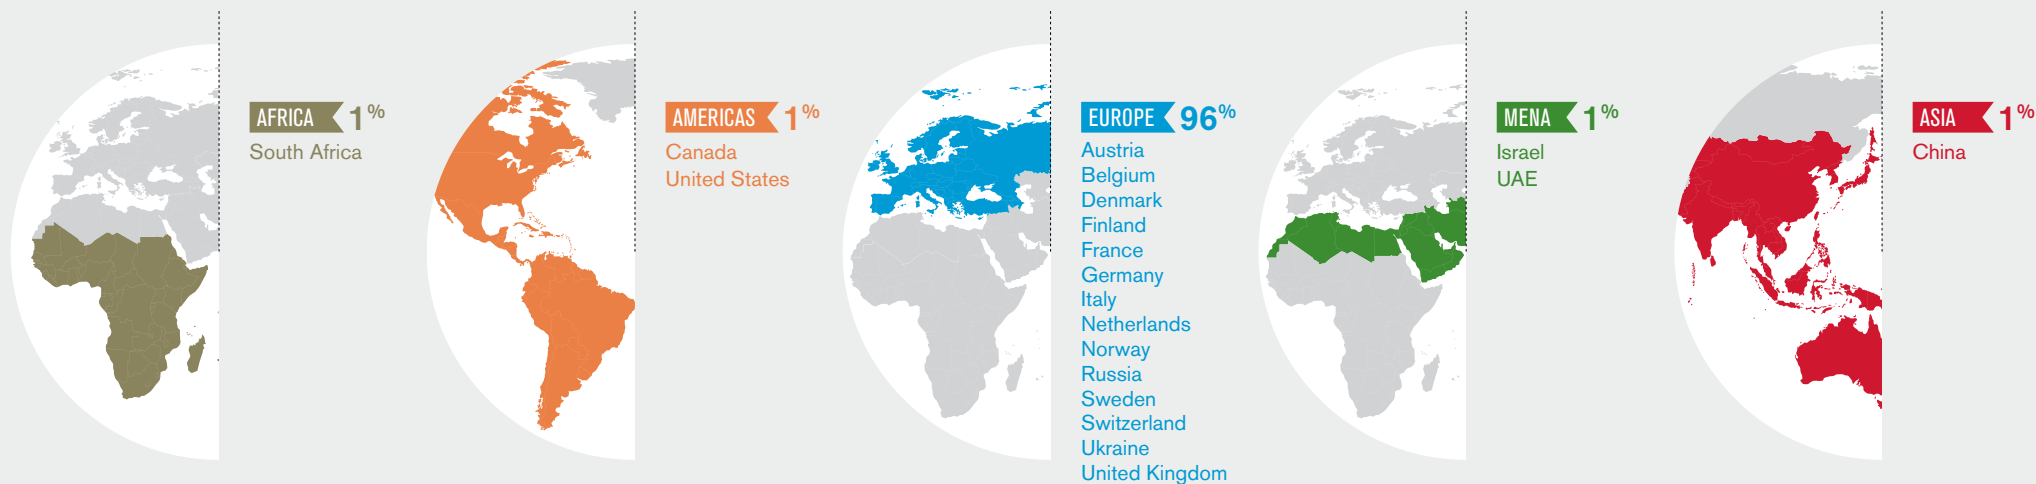 AFRICA 1%
South Africa
AMERICAS 1%
Canada
United States
EUROPE 96%
Austria
Belgium
Denmark
Finland
France
Germany
Italy
Netherlands
Norway
Russia
Sweden
Switzerland
Ukraine
United Kingdom
MENA 1%
Israel
UAE
ASIA 1%
China